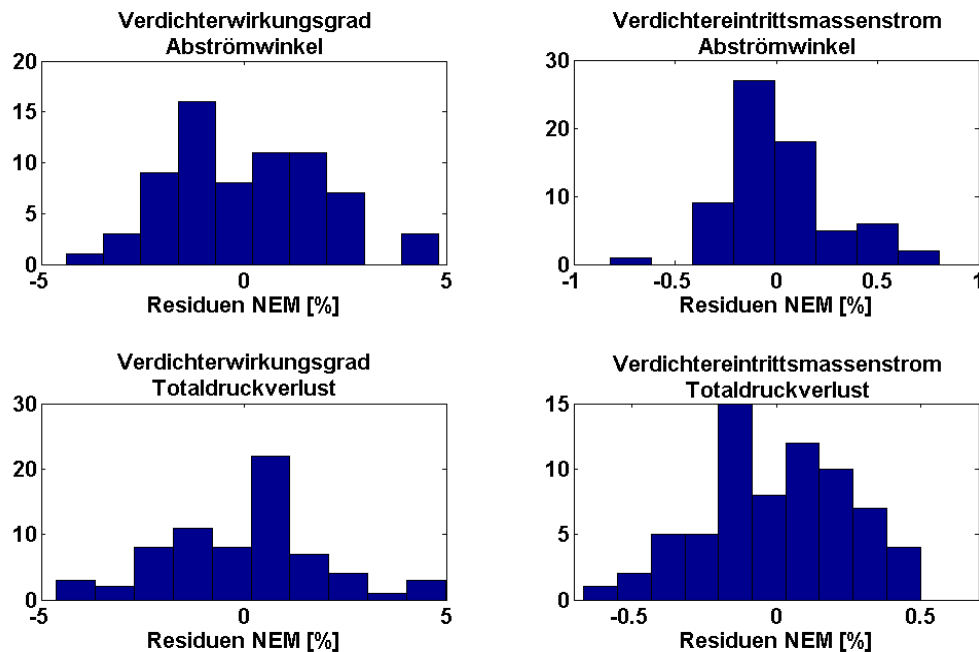 Verdichterwirkungsgrad
Abströmwinkel
20
15
10
5
0
-5
0
5
Residuen NEM [%]
Verdichtereintrittsmassenstrom
Abströmwinkel
30
20
10
0
-1
-0.5
0
0.5
1
Residuen NEM [%]
Verdichterwirkungsgrad
Totaldruckverlust
30
20
10
0
-5
0
5
Residuen NEM [%]
Verdichtereintrittsmassenstrom
Totaldruckverlust
15
10
5
0
-0.5
0
0.5
Residuen NEM [%]